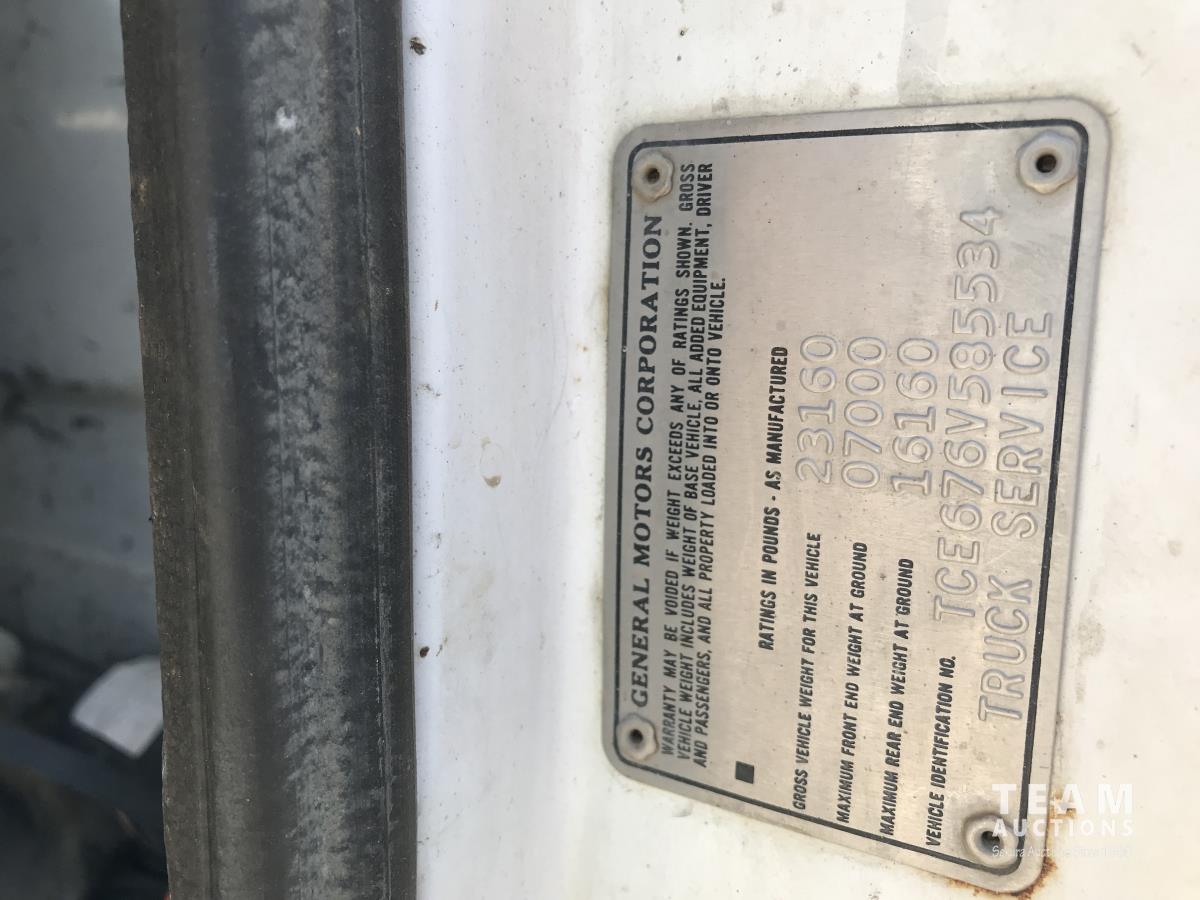 GENERAL MOTORS CORPORATION
WARRANTY MAY BE VOIDED IF WEIGHT EXCEEDS ANY OF RATINGS SHOWN. GROSS
VEHICLE WEIGHT INCLUDES WEIGHT OF BASE VEHICLE, ALL ADDED EQUIPMENT, DRIVER
AND PASSENGERS, AND ALL PROPERTY LOADED INTO OR ONTO VEHICLE.
RATINGS IN POUNDS - AS MANUFACTURED
GROSS VEHICLE WEIGHT FOR THIS VEHICLE 23160
MAXIMUM FRONT END WEIGHT AT GROUND 07000
MAXIMUM REAR END WEIGHT AT GROUND 16160
VEHICLE IDENTIFICATION NO. TCE676V585534
TRUCK SERVICE
TEAM
AUCTIONS